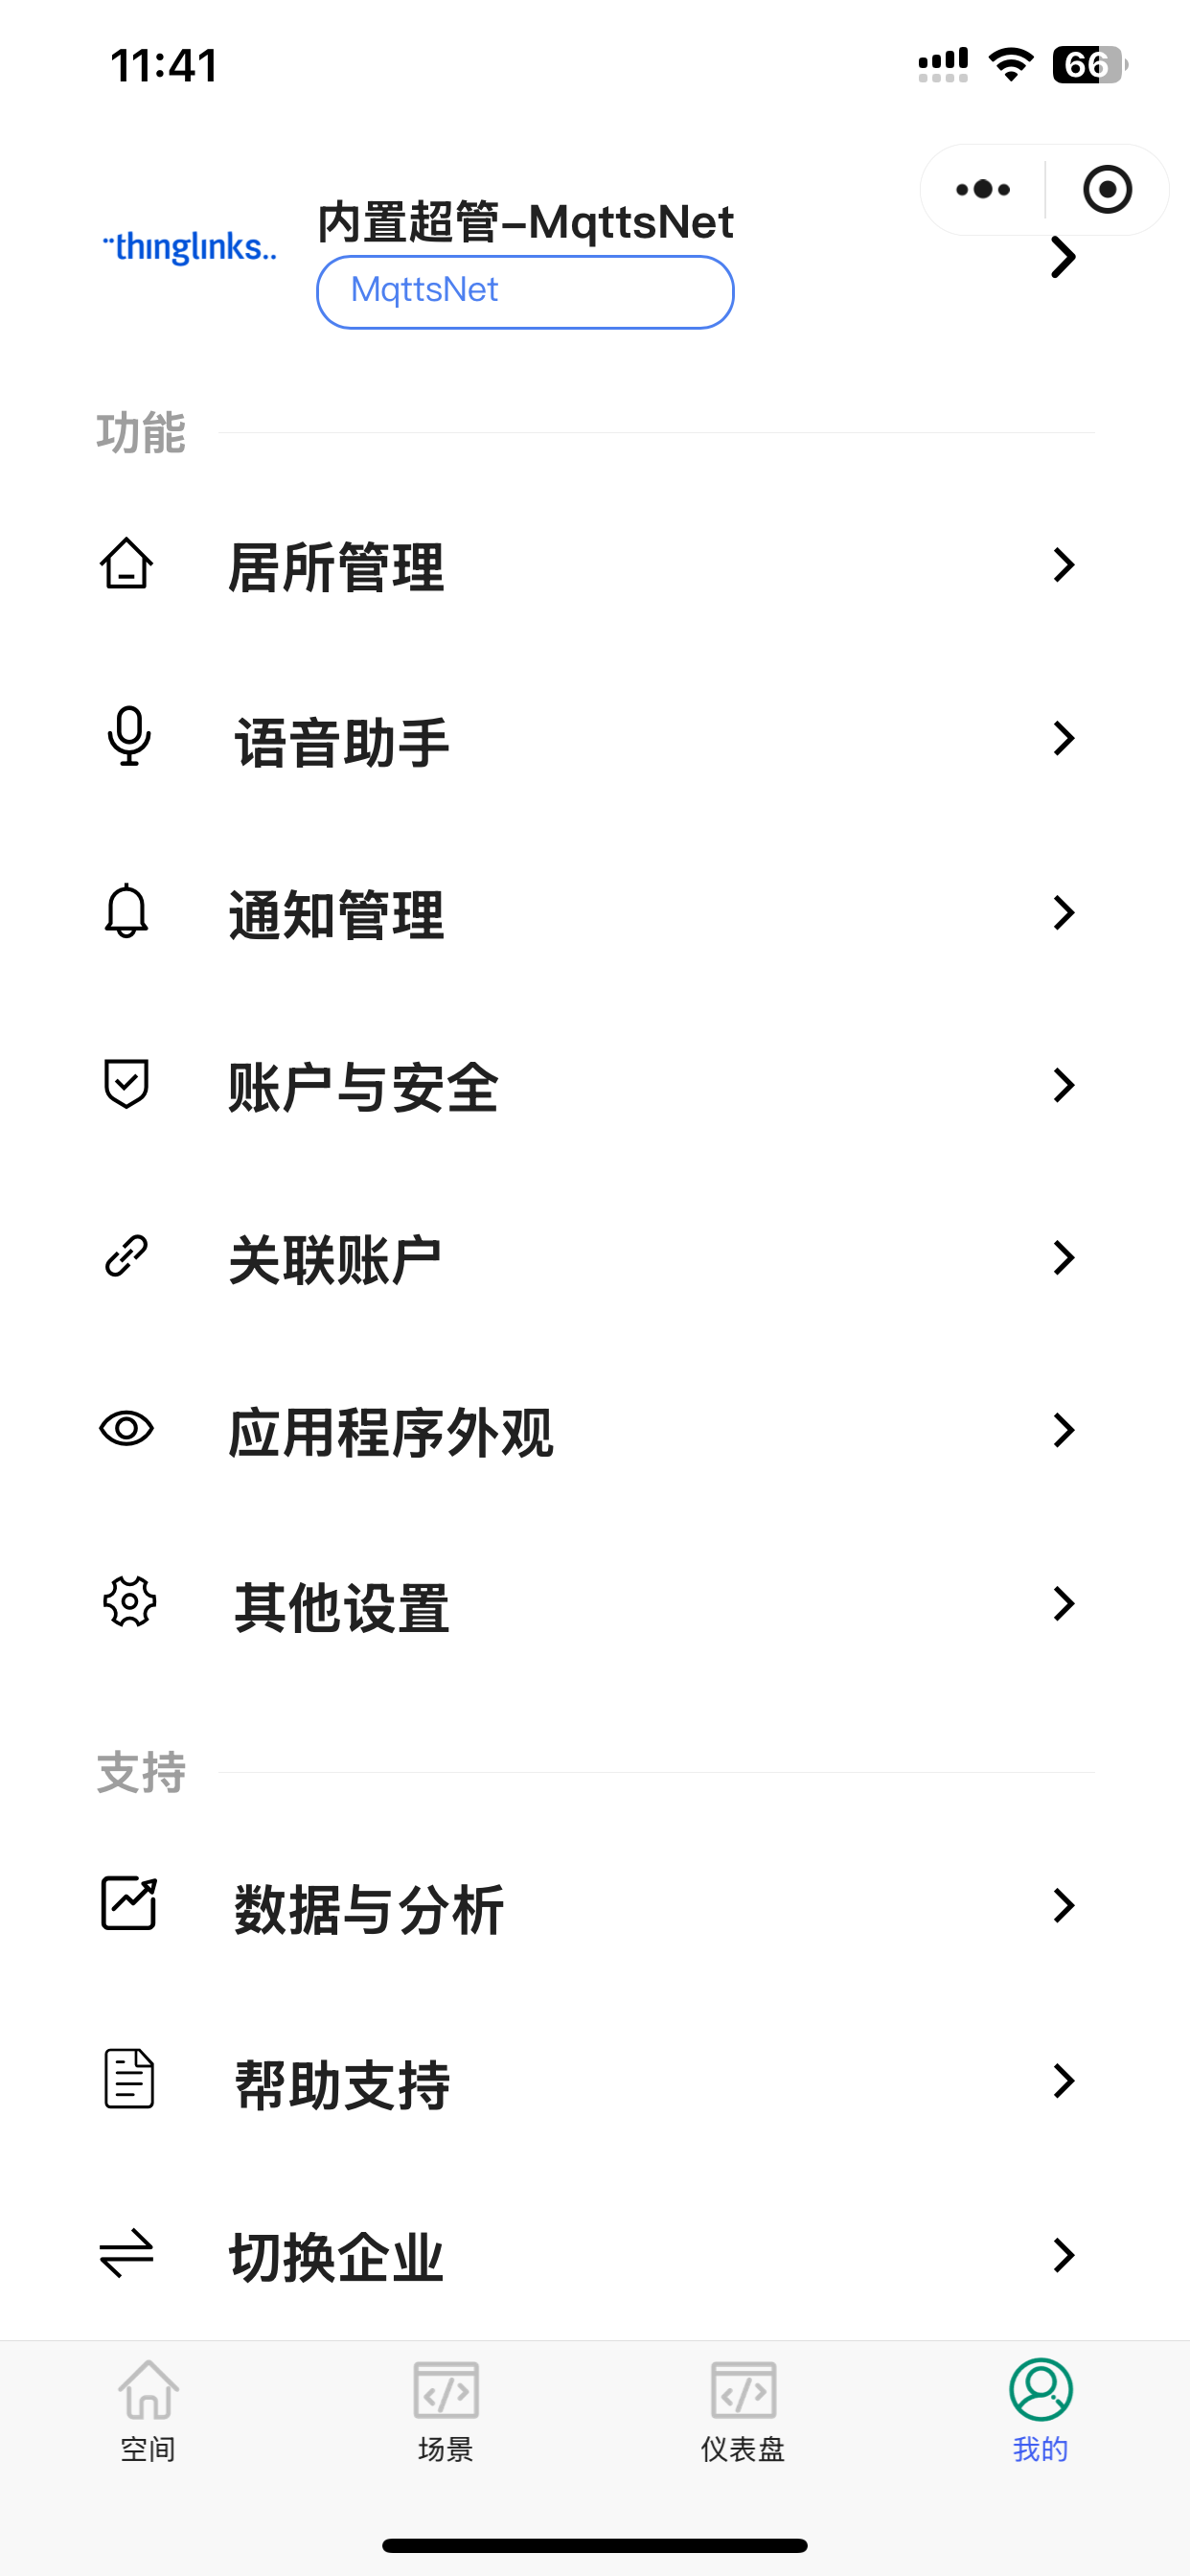 11:41
66
内置超管-MqttsNet
thinglinks..
MqttsNet
功能
居所管理
语音助手
通知管理
账户与安全
关联账户
应用程序外观
其他设置
支持
数据与分析
帮助支持
切换企业
空间 场景 仪表盘 我的